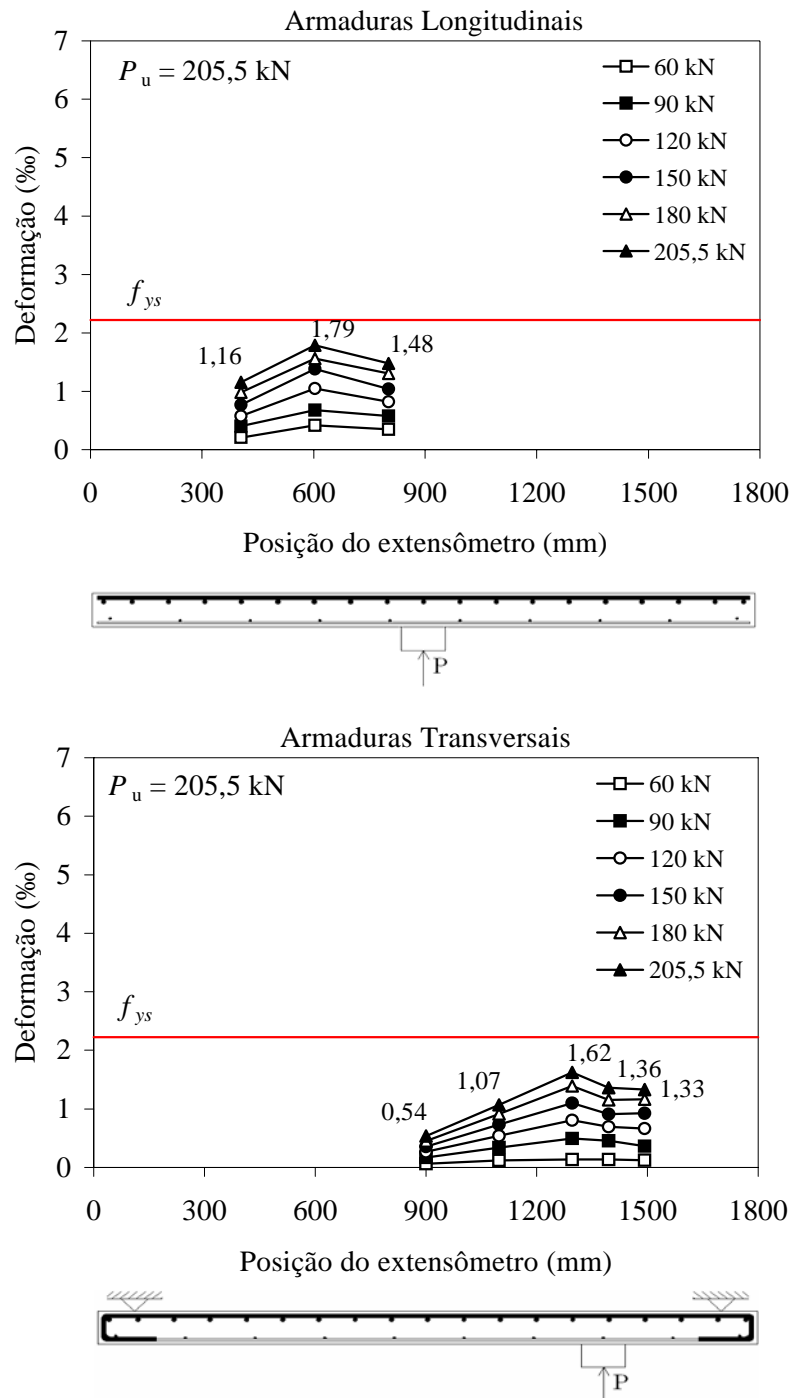 Armaduras Longitudinais
P u = 205,5 kN
60 kN
90 kN
120 kN
150 kN
180 kN
205,5 kN
Deformação (‰)
7
6
5
4
3
2
1
0
f ys
1,16
1,79
1,48
0 300 600 900 1200 1500 1800
Posição do extensômetro (mm)
P
Armaduras Transversais
P u = 205,5 kN
60 kN
90 kN
120 kN
150 kN
180 kN
205,5 kN
Deformação (‰)
7
6
5
4
3
2
1
0
f ys
0,54
1,07
1,62
1,36
1,33
0 300 600 900 1200 1500 1800
Posição do extensômetro (mm)
P